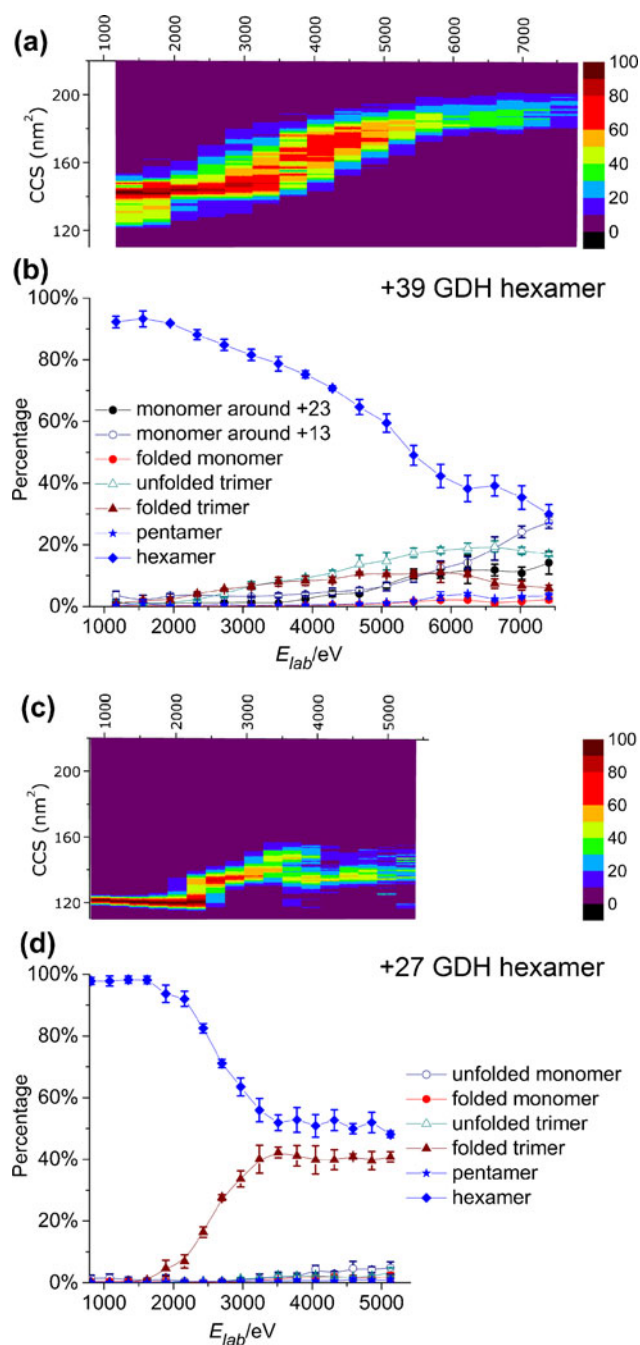 (a)
1000 2000 3000 4000 5000 6000 7000
CCS (nm²)
200
160
120
100
80
60
40
20
0
(b)
+39 GDH hexamer
Percentage
100%
80%
60%
40%
20%
0%
monomer around +23
monomer around +13
folded monomer
unfolded trimer
folded trimer
pentamer
hexamer
1000 2000 3000 4000 5000 6000 7000
Elab/eV
(c)
1000 2000 3000 4000 5000
CCS (nm²)
200
160
120
100
80
60
40
20
0
(d)
+27 GDH hexamer
Percentage
100%
80%
60%
40%
20%
0%
unfolded monomer
folded monomer
unfolded trimer
folded trimer
pentamer
hexamer
1000 2000 3000 4000 5000
Elab/eV